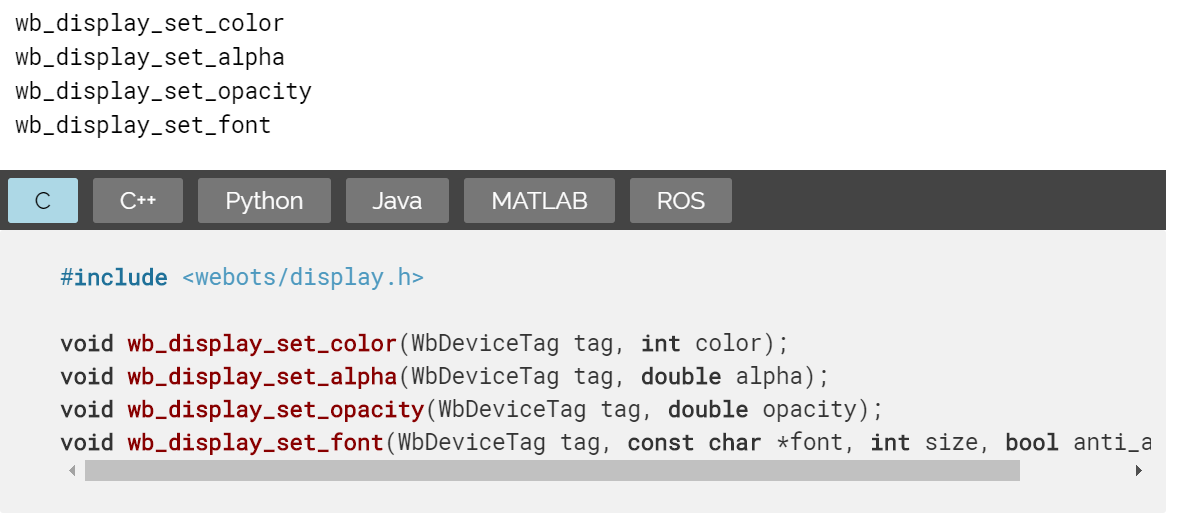 wb_display_set_color
wb_display_set_alpha
wb_display_set_opacity
wb_display_set_font
C C++ Python Java MATLAB ROS
#include <webots/display.h>
void wb_display_set_color(WbDeviceTag tag, int color);
void wb_display_set_alpha(WbDeviceTag tag, double alpha);
void wb_display_set_opacity(WbDeviceTag tag, double opacity);
void wb_display_set_font(WbDeviceTag tag, const char *font, int size, bool anti_a